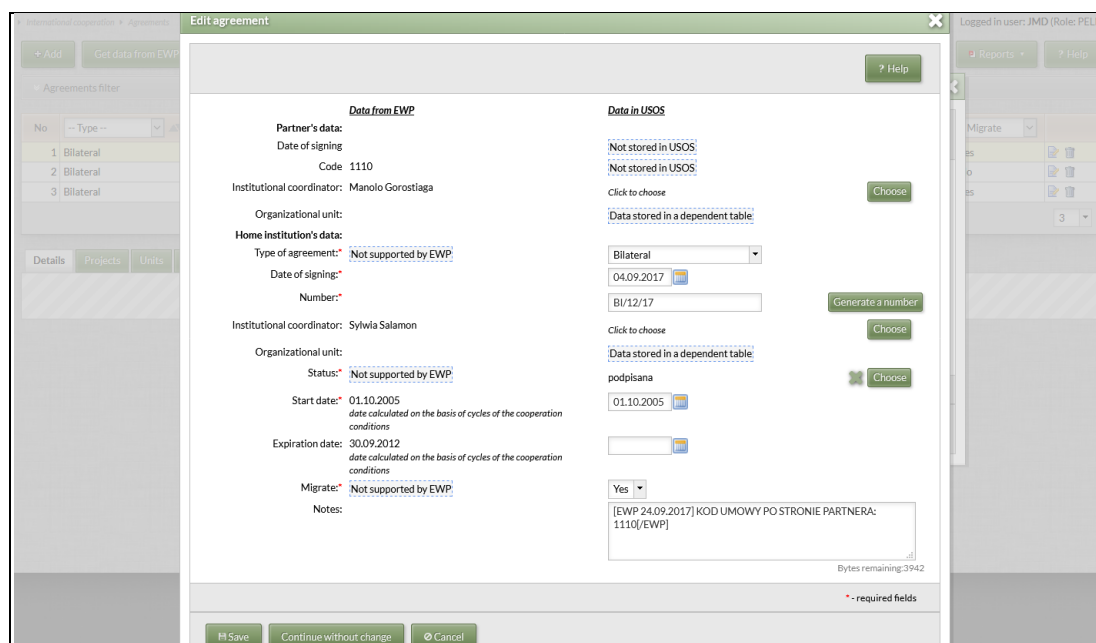 International cooperation ▸ Agreements
Edit agreement
Logged in user: JMD (Role: PEL
+ Add
Get data from EWP
Reports
? Help
Agreements filter
? Help
Data from EWP Data in USOS
No -- Type -- Migrate
Partner's data:
1 Bilateral
Date of signing Not stored in USOS
2 Bilateral
Code 1110 Not stored in USOS
3 Bilateral
Institutional coordinator: Manolo Gorostiaga Click to choose Choose
3
Organizational unit: Data stored in a dependent table
Home institution's data:
Details Projects Units
Type of agreement:* Not supported by EWP Bilateral
Date of signing:* 04.09.2017
Number:* BI/12/17 Generate a number
Institutional coordinator: Sylwia Salamon Click to choose Choose
Organizational unit: Data stored in a dependent table
Status:* Not supported by EWP podpisana Choose
Start date:* 01.10.2005 01.10.2005
date calculated on the basis of cycles of the cooperation
conditions
Expiration date: 30.09.2012
date calculated on the basis of cycles of the cooperation
conditions
Migrate:* Not supported by EWP Yes
Notes: [EWP 24.09.2017] KOD UMOWY PO STRONIE PARTNERA:
1110[/EWP]
Bytes remaining:3942
* - required fields
Save Continue without change Cancel